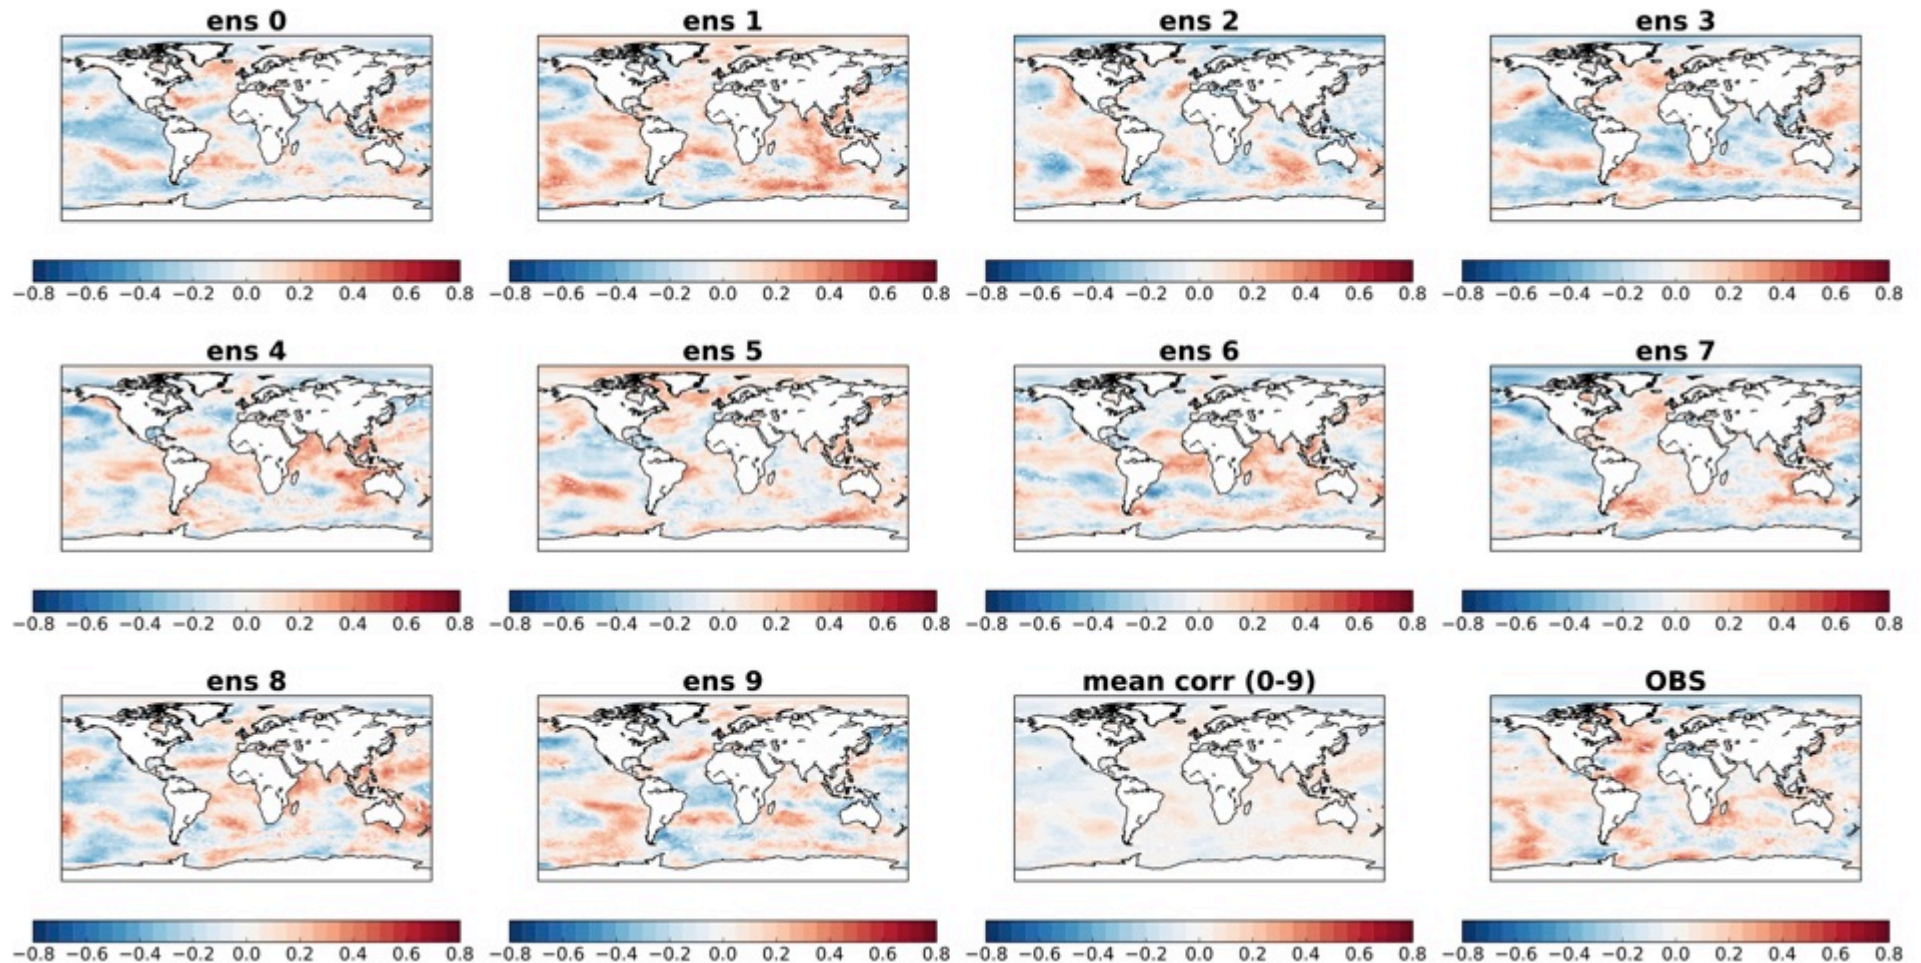 ens 0 ens 1 ens 2 ens 3
−0.8 −0.6 −0.4 −0.2 0.0 0.2 0.4 0.6 0.8 −0.8 −0.6 −0.4 −0.2 0.0 0.2 0.4 0.6 0.8 −0.8 −0.6 −0.4 −0.2 0.0 0.2 0.4 0.6 0.8 −0.8 −0.6 −0.4 −0.2 0.0 0.2 0.4 0.6 0.8
ens 4 ens 5 ens 6 ens 7
−0.8 −0.6 −0.4 −0.2 0.0 0.2 0.4 0.6 0.8 −0.8 −0.6 −0.4 −0.2 0.0 0.2 0.4 0.6 0.8 −0.8 −0.6 −0.4 −0.2 0.0 0.2 0.4 0.6 0.8 −0.8 −0.6 −0.4 −0.2 0.0 0.2 0.4 0.6 0.8
ens 8 ens 9 mean corr (0-9) OBS
−0.8 −0.6 −0.4 −0.2 0.0 0.2 0.4 0.6 0.8 −0.8 −0.6 −0.4 −0.2 0.0 0.2 0.4 0.6 0.8 −0.8 −0.6 −0.4 −0.2 0.0 0.2 0.4 0.6 0.8 −0.8 −0.6 −0.4 −0.2 0.0 0.2 0.4 0.6 0.8